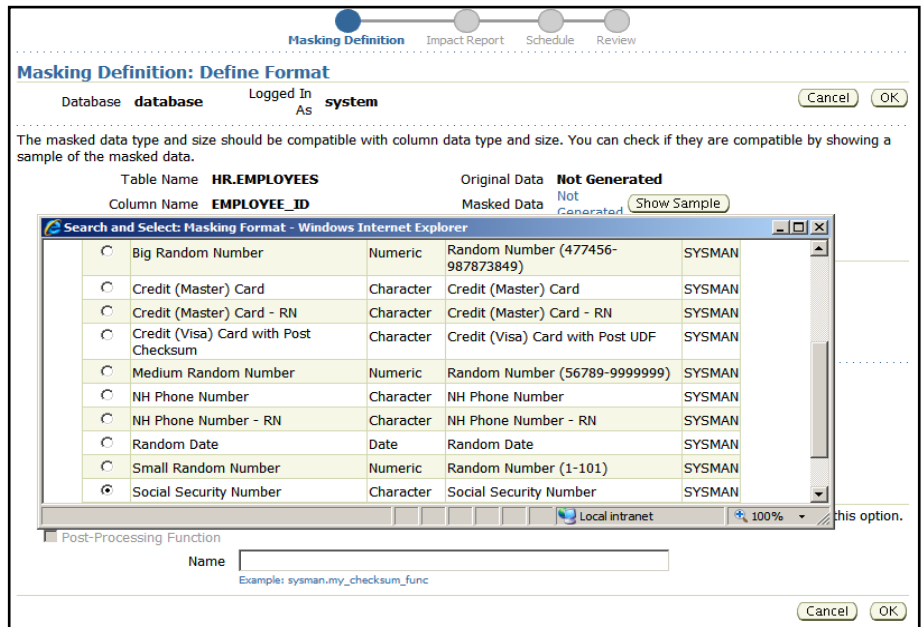 Masking Definition Impact Report Schedule Review
Masking Definition: Define Format
Database database Logged In As system Cancel OK
The masked data type and size should be compatible with column data type and size. You can check if they are compatible by showing a
sample of the masked data.
Table Name HR.EMPLOYEES Original Data Not Generated
Column Name EMPLOYEE_ID Masked Data Not Generated Show Sample
Search and Select: Masking Format - Windows Internet Explorer
Big Random Number Numeric Random Number (477456-987873849) SYSMAN
Credit (Master) Card Character Credit (Master) Card SYSMAN
Credit (Master) Card - RN Character Credit (Master) Card - RN SYSMAN
Credit (Visa) Card with Post Checksum Character Credit (Visa) Card with Post UDF SYSMAN
Medium Random Number Numeric Random Number (56789-9999999) SYSMAN
NH Phone Number Character NH Phone Number SYSMAN
NH Phone Number - RN Character NH Phone Number - RN SYSMAN
Random Date Date Random Date SYSMAN
Small Random Number Numeric Random Number (1-101) SYSMAN
Social Security Number Character Social Security Number SYSMAN
Local intranet 100%
this option.
Post-Processing Function
Name
Example: sysman.my_checksum_func
Cancel OK